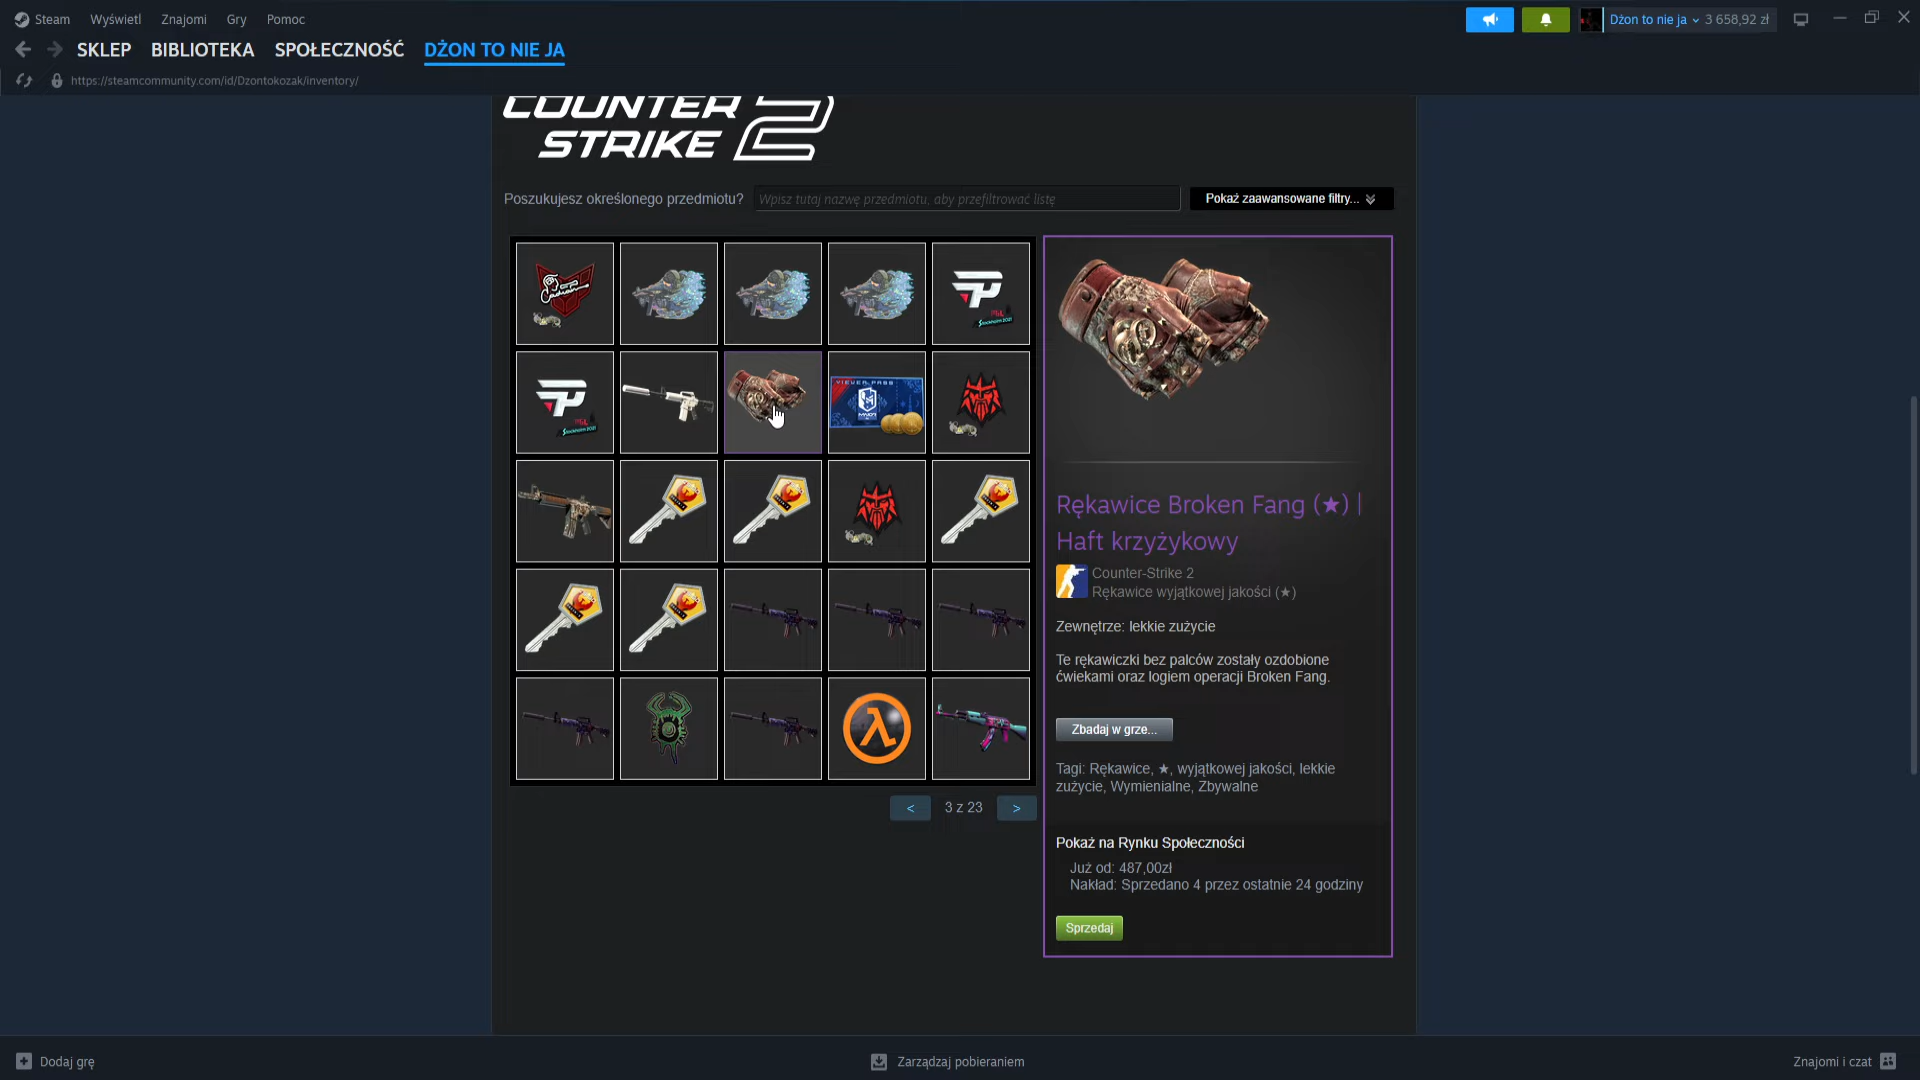 Steam Wyświetl Znajomi Gry Pomoc
Dżon to nie ja 3 658,92 zł
SKLEP BIBLIOTEKA SPOŁECZNOŚĆ DŻON TO NIE JA
https://steamcommunity.com/id/Dzontokozak/inventory/
COUNTER
STRIKE 2
Poszukujesz określonego przedmiotu? Wpisz tutaj nazwę przedmiotu, aby przefiltrować listę Pokaż zaawansowane filtry...
VIEWER PASS
Rękawice Broken Fang (★) |
Haft krzyżykowy
Counter-Strike 2
Rękawice wyjątkowej jakości (★)
Zewnętrze: lekkie zużycie
Te rękawiczki bez palców zostały ozdobione
ćwiekami oraz logiem operacji Broken Fang.
Zbadaj w grze...
Tagi: Rękawice, ★, wyjątkowej jakości, lekkie
zużycie, Wymienialne, Zbywalne
< 3 z 23 >
Pokaż na Rynku Społeczności
Już od: 487,00zł
Nakład: Sprzedano 4 przez ostatnie 24 godziny
Sprzedaj
Dodaj grę
Zarządzaj pobieraniem
Znajomi i czat